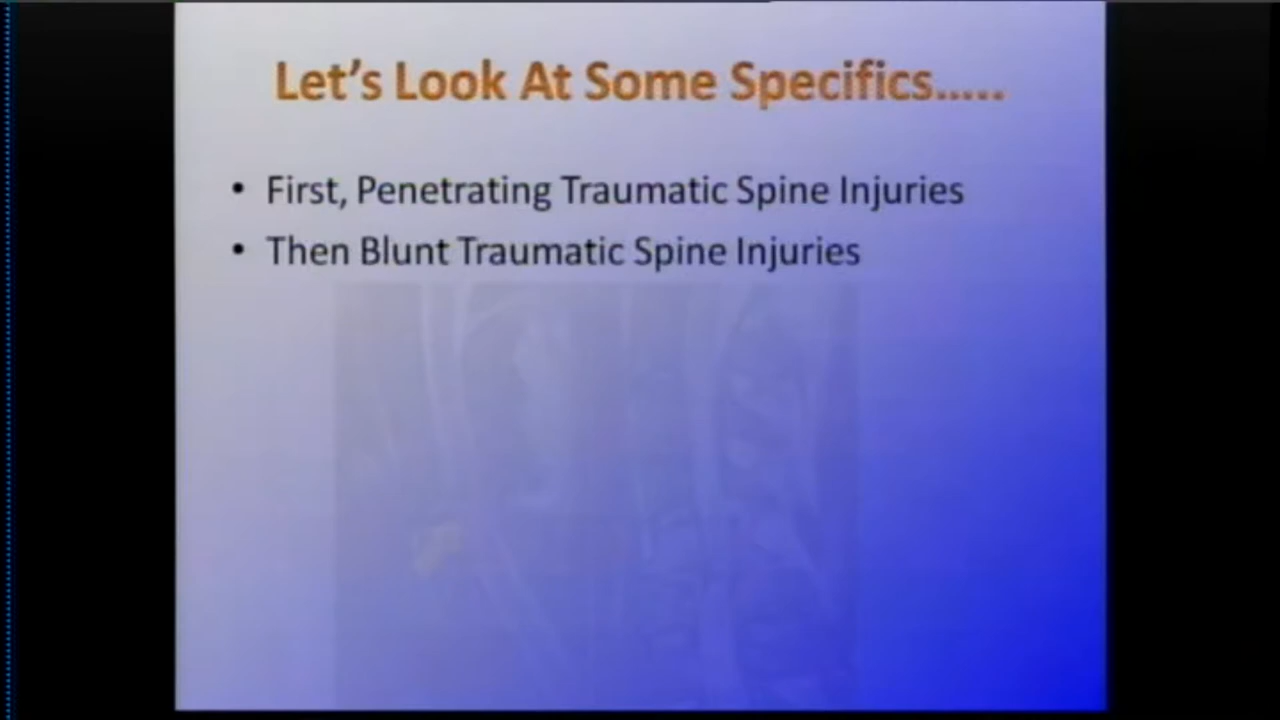 Let's Look At Some Specifics.....
• First, Penetrating Traumatic Spine Injuries
• Then Blunt Traumatic Spine Injuries